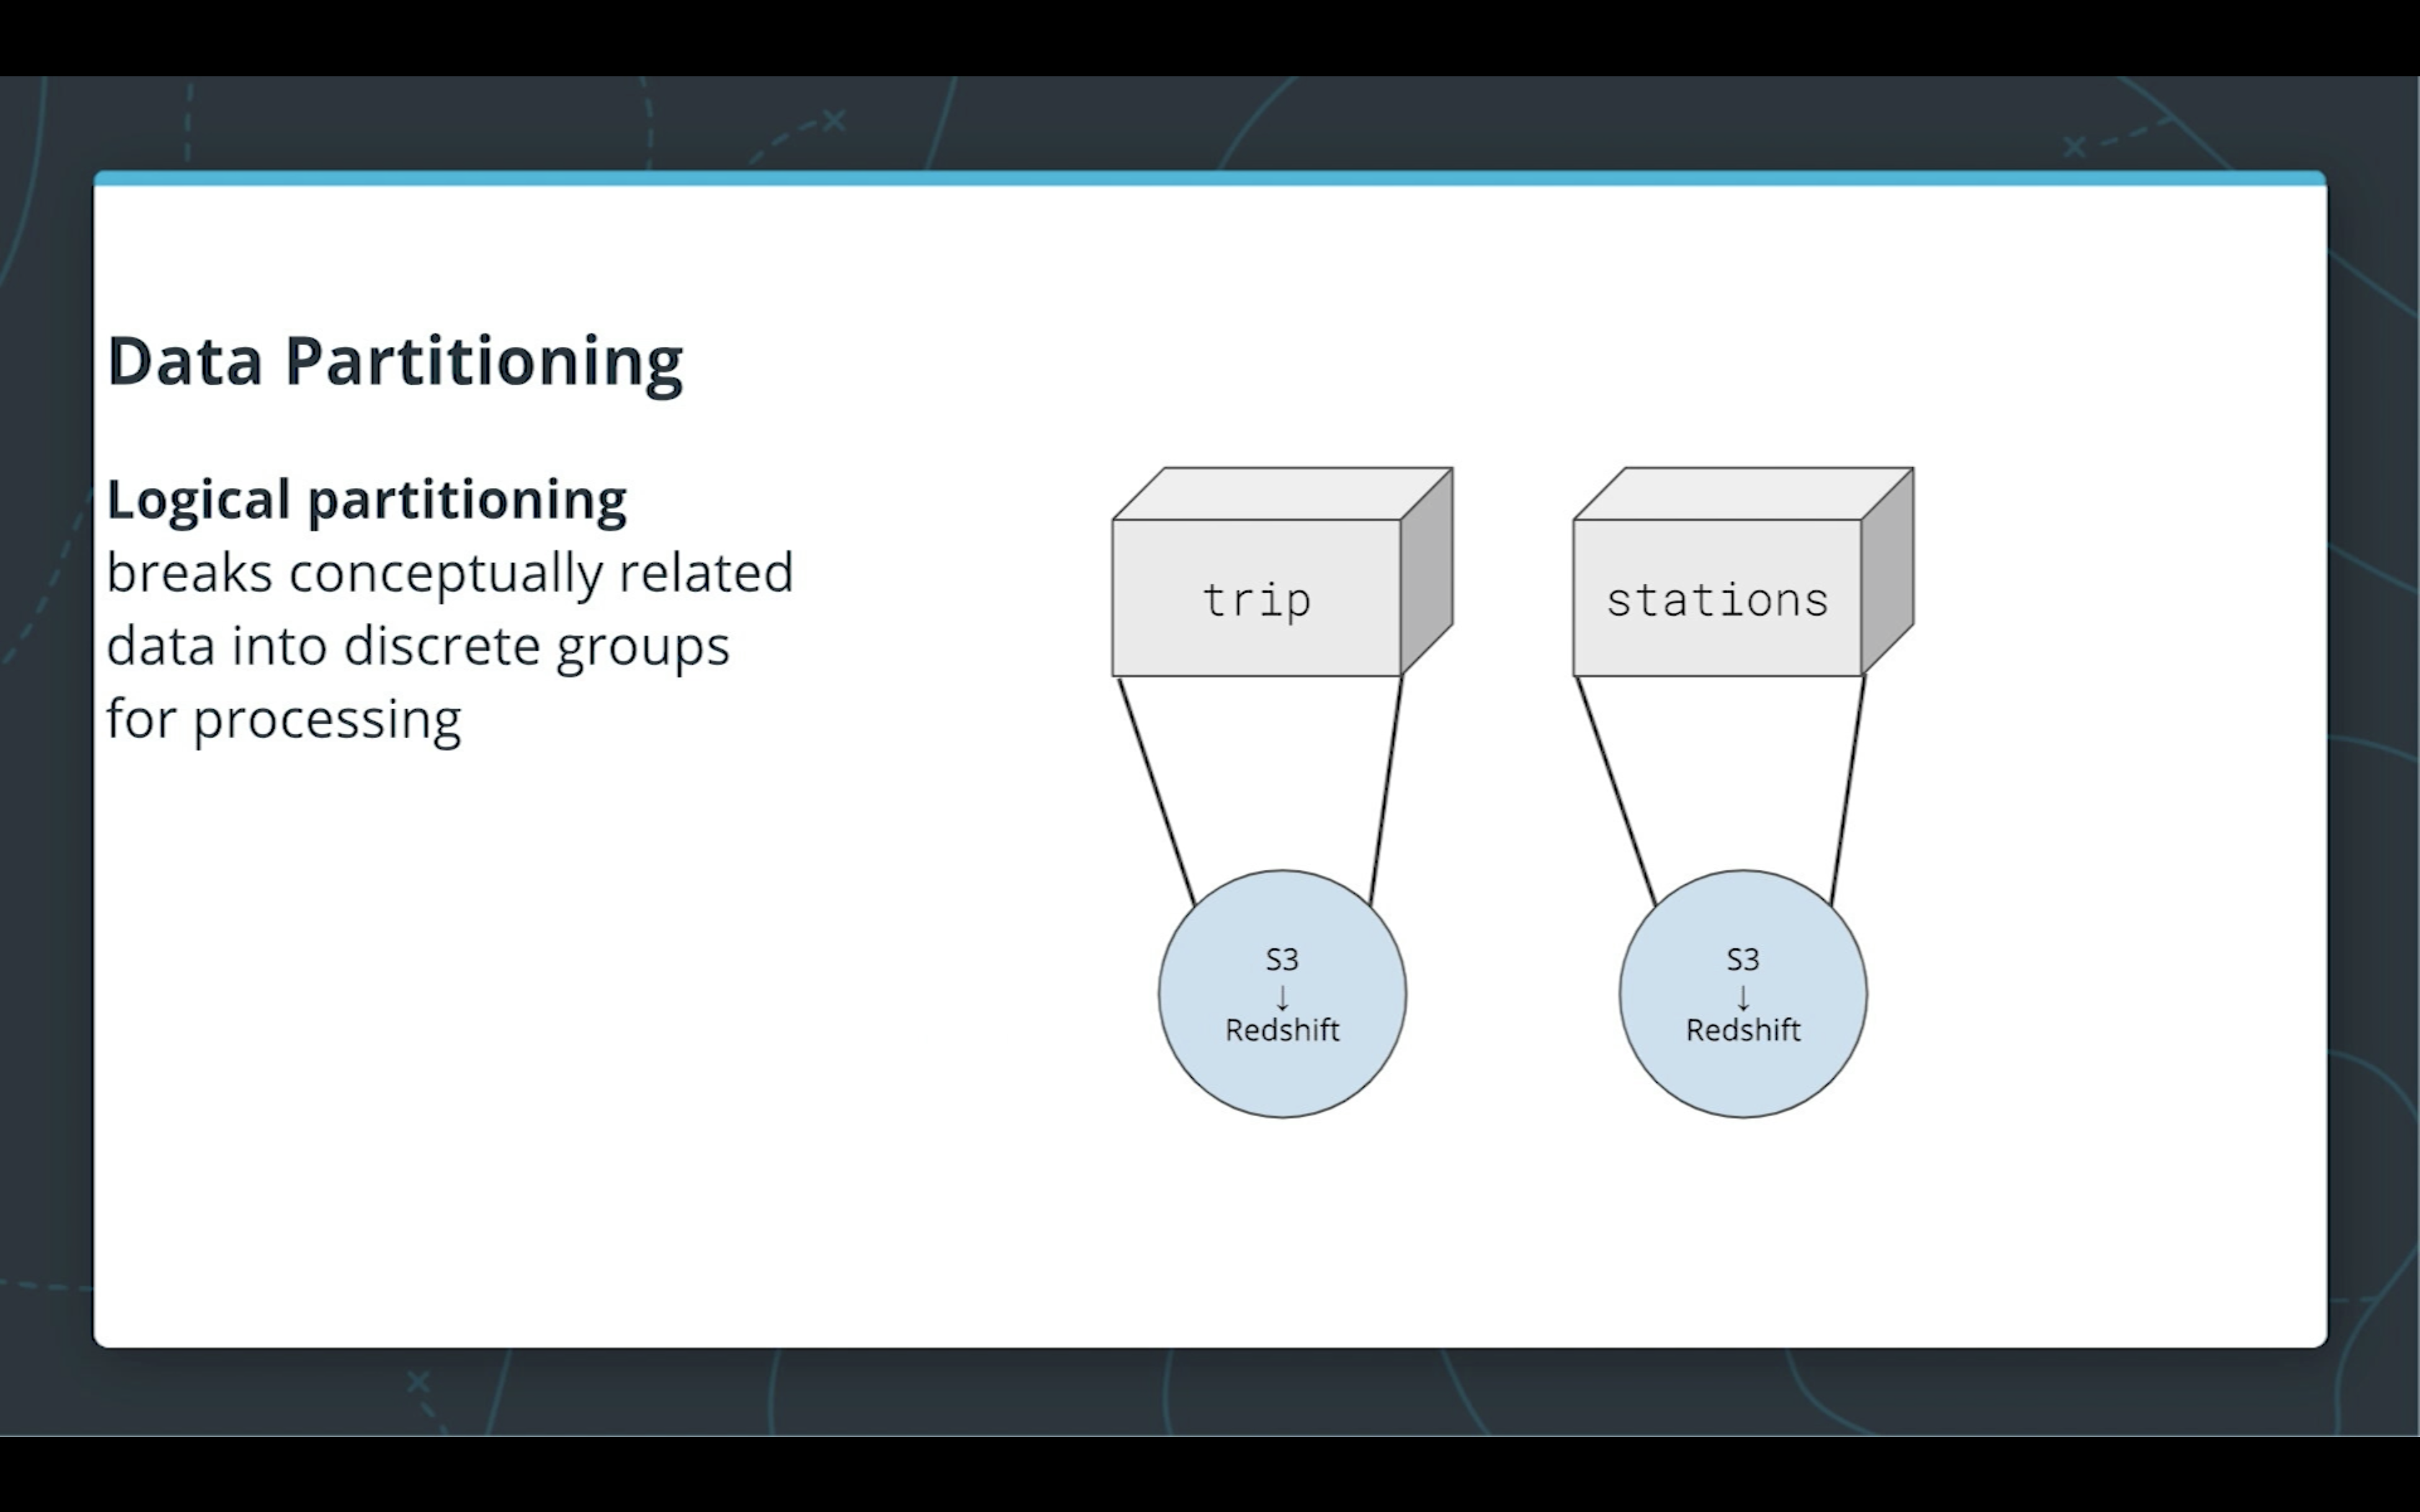 Data Partitioning
Logical partitioning
breaks conceptually related
data into discrete groups
for processing
trip
stations
S3
↓
Redshift
S3
↓
Redshift